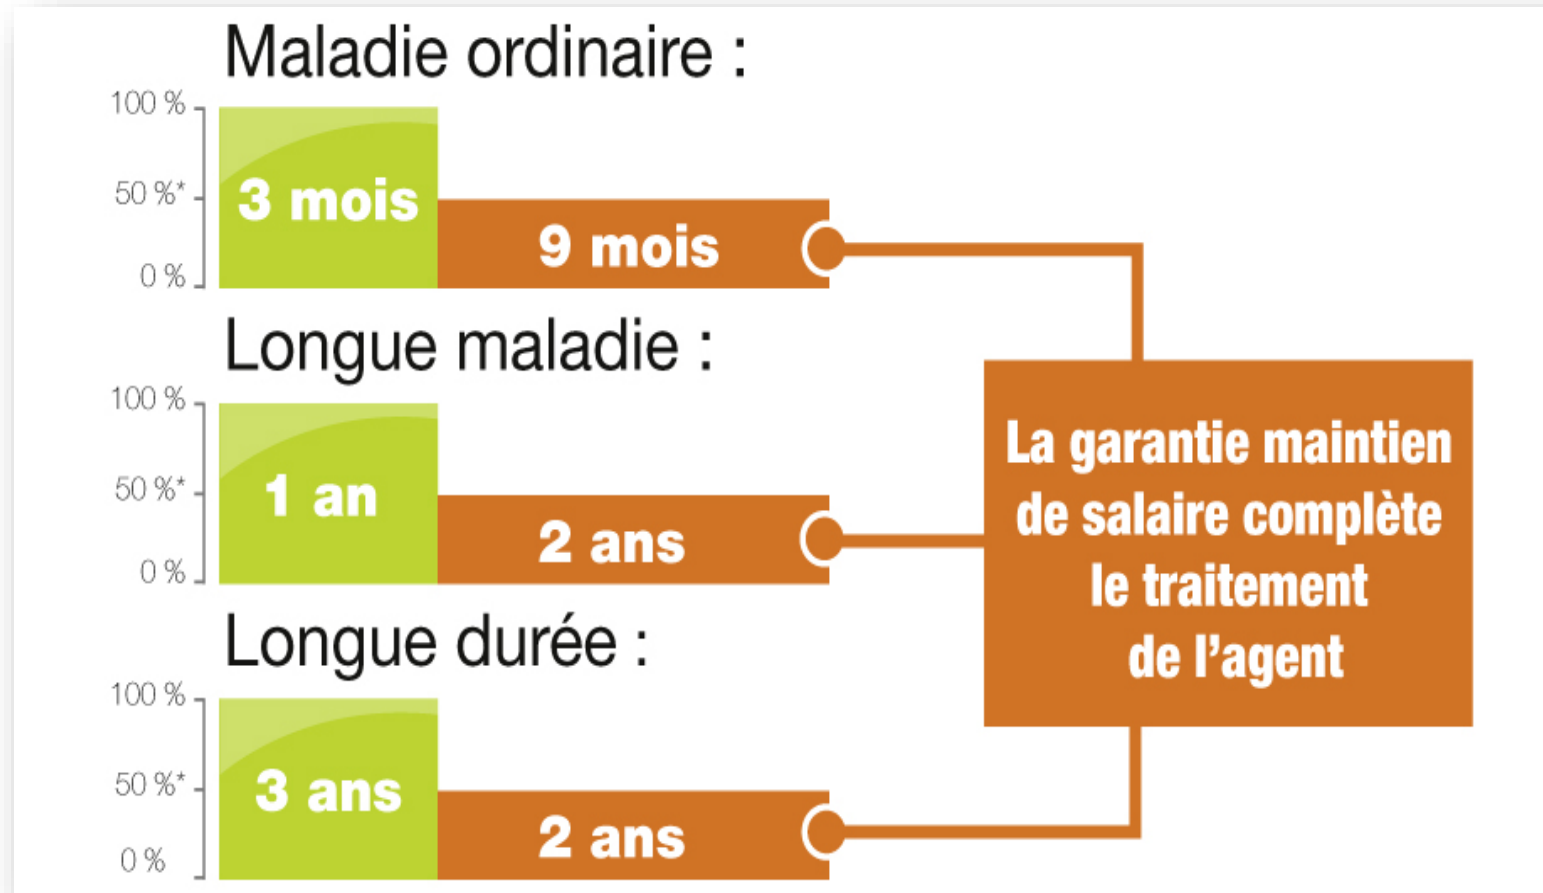 Maladie ordinaire :
100 %
50 %*
0 %
3 mois
9 mois
Longue maladie :
100 %
50 %*
0 %
1 an
2 ans
Longue durée :
100 %
50 %*
0 %
3 ans
2 ans
La garantie maintien
de salaire complète
le traitement
de l’agent